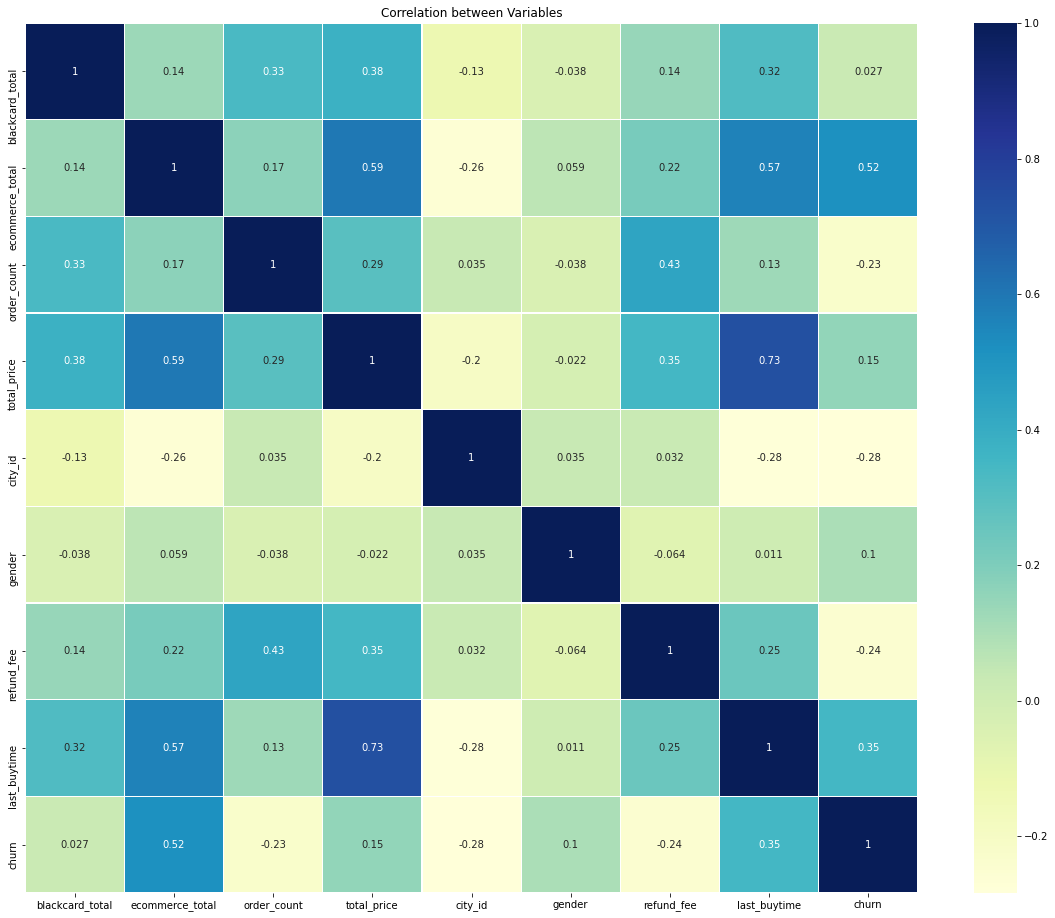 Correlation between Variables
blackcard_total 1 0.14 0.33 0.38 -0.13 -0.038 0.14 0.32 0.027
ecommerce_total 0.14 1 0.17 0.59 -0.26 0.059 0.22 0.57 0.52
order_count 0.33 0.17 1 0.29 0.035 -0.038 0.43 0.13 -0.23
total_price 0.38 0.59 0.29 1 -0.2 -0.022 0.35 0.73 0.15
city_id -0.13 -0.26 0.035 -0.2 1 0.035 0.032 -0.28 -0.28
gender -0.038 0.059 -0.038 -0.022 0.035 1 -0.064 0.011 0.1
refund_fee 0.14 0.22 0.43 0.35 0.032 -0.064 1 0.25 -0.24
last_buytime 0.32 0.57 0.13 0.73 -0.28 0.011 0.25 1 0.35
churn 0.027 0.52 -0.23 0.15 -0.28 0.1 -0.24 0.35 1
blackcard_total ecommerce_total order_count total_price city_id gender refund_fee last_buytime churn
1.0
0.8
0.6
0.4
0.2
0.0
−0.2